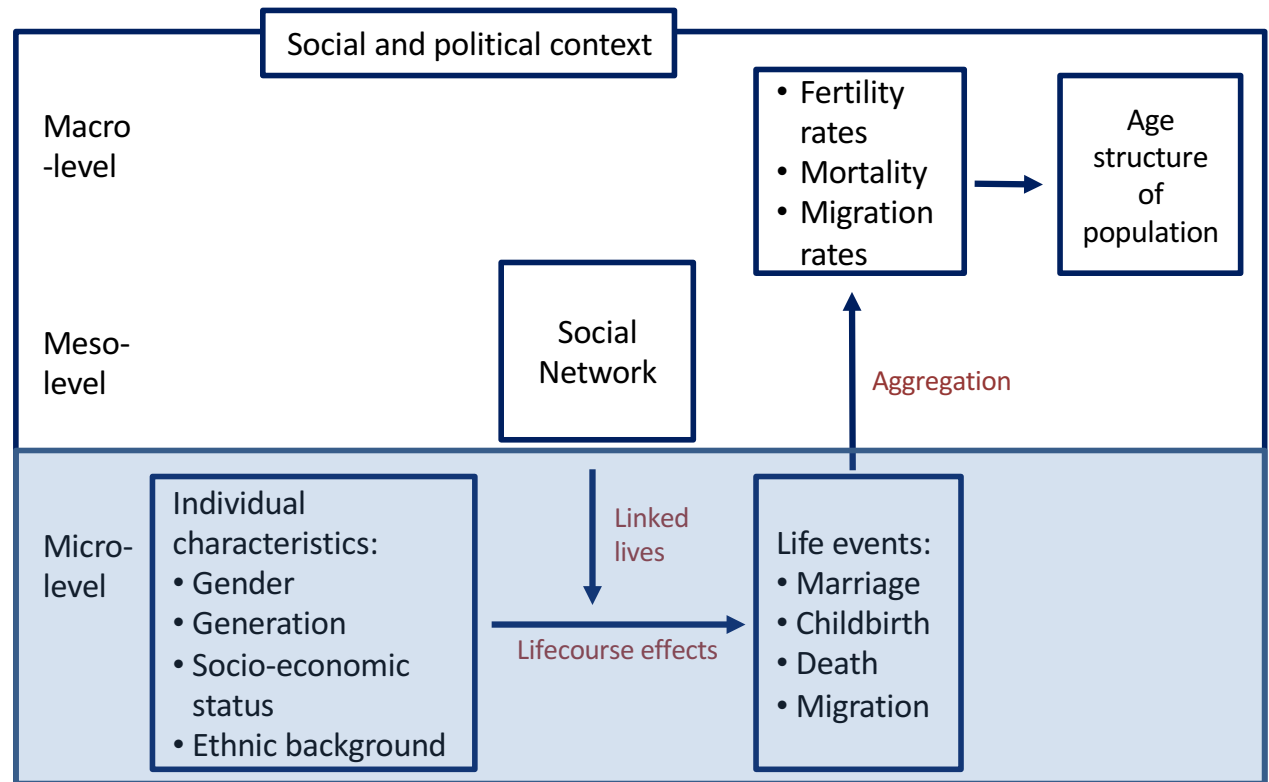 Social and political context
Macro
-level
• Fertility
rates
• Mortality
• Migration
rates
Age
structure
of
population
Meso-
level
Social
Network
Aggregation
Micro-
level
Individual
characteristics:
• Gender
• Generation
• Socio-economic
status
• Ethnic background
Linked
lives
Lifecourse effects
Life events:
• Marriage
• Childbirth
• Death
• Migration